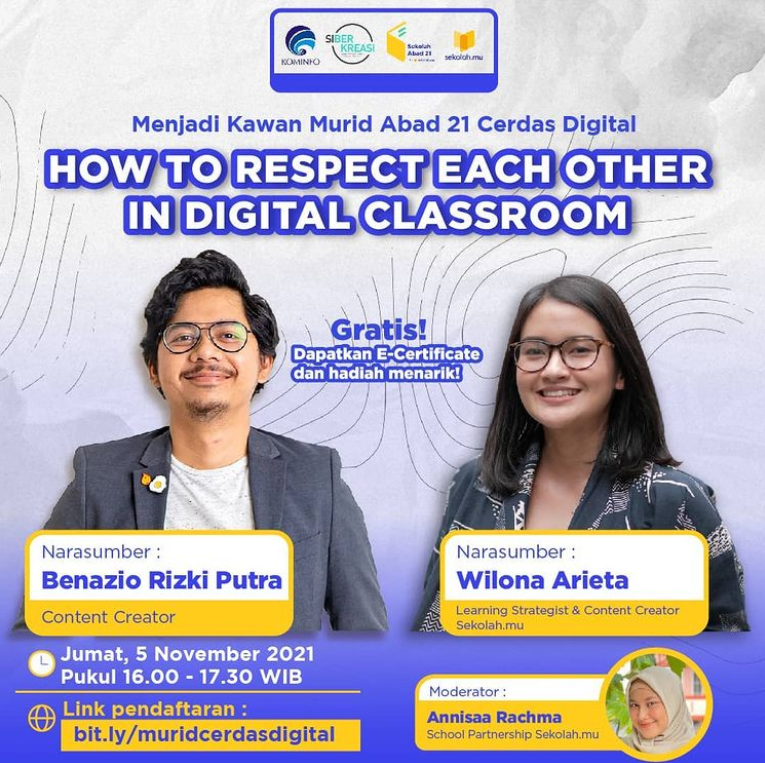 KOMINFO
SIBER
KREASI
Sekolah
Abad 21
sekolah.mu
Menjadi Kawan Murid Abad 21 Cerdas Digital
HOW TO RESPECT EACH OTHER
IN DIGITAL CLASSROOM
Gratis!
Dapatkan E-Certificate
dan hadiah menarik!
Narasumber :
Benazio Rizki Putra
Content Creator
Narasumber :
Wilona Arieta
Learning Strategist & Content Creator
Sekolah.mu
Jumat, 5 November 2021
Pukul 16.00 - 17.30 WIB
Link pendaftaran :
bit.ly/muridcerdasdigital
Moderator :
Annisaa Rachma
School Partnership Sekolah.mu